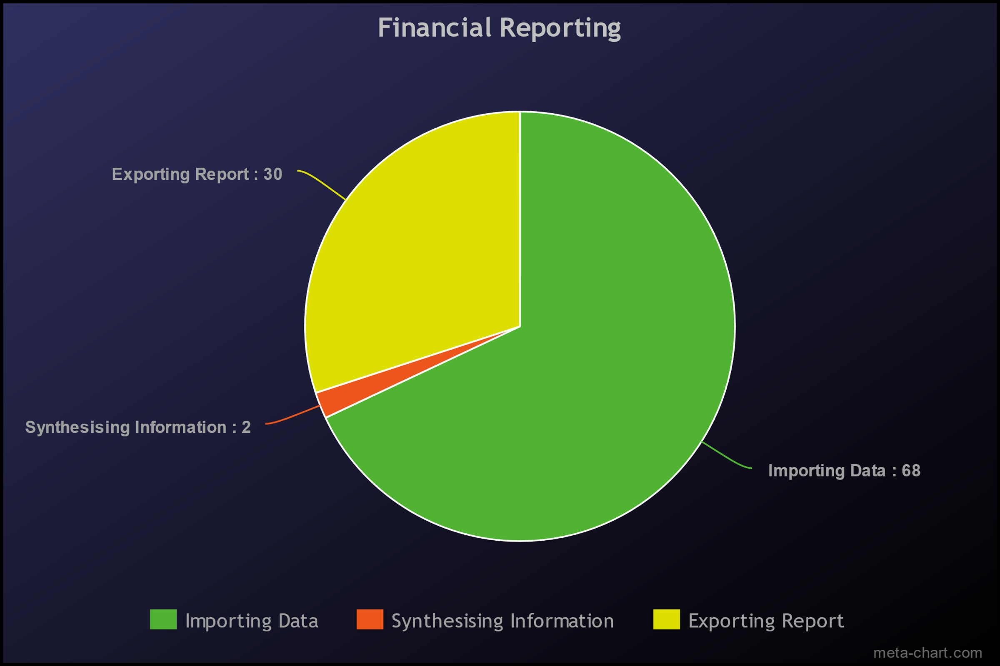 Financial Reporting
Exporting Report : 30
Synthesising Information : 2
Importing Data : 68
Importing Data
Synthesising Information
Exporting Report
meta-chart.com